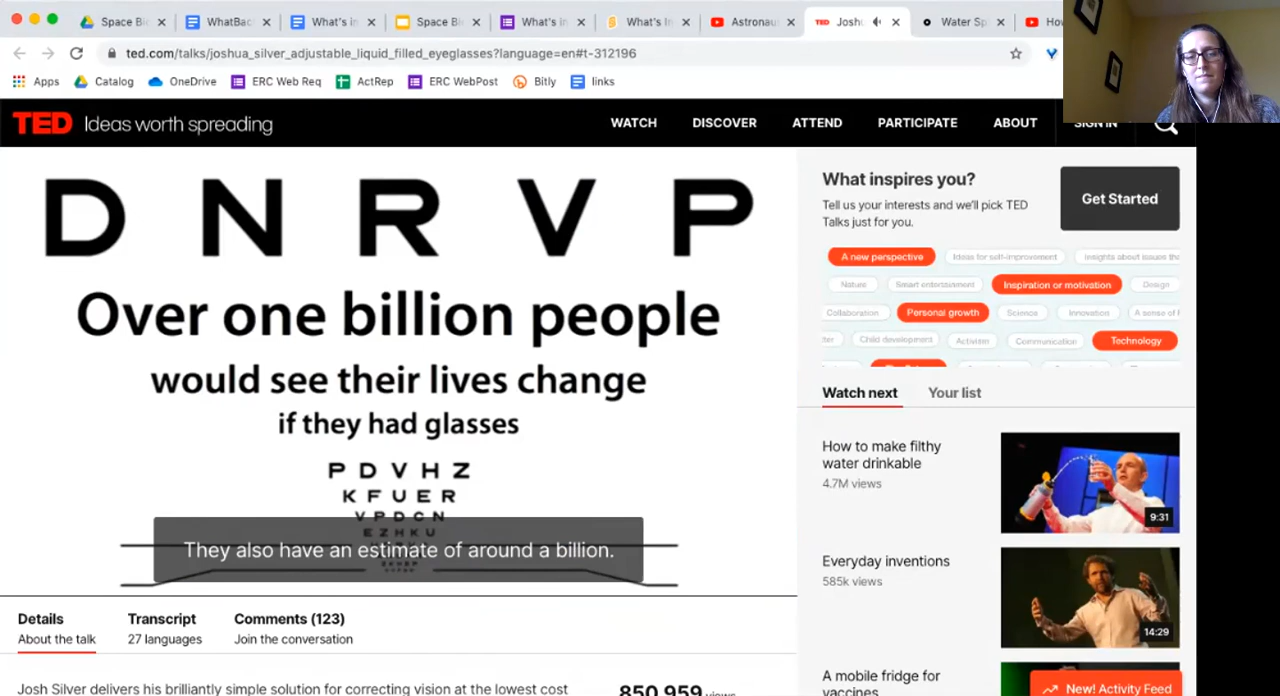 Space Bi
WhatBac
What's i
Space Bi
What's in
What's In
Astronau
TED Josh
Water Sp
How
ted.com/talks/joshua_silver_adjustable_liquid_filled_eyeglasses?language=en#t-312196
Apps Catalog OneDrive ERC Web Req ActRep ERC WebPost Bitly links
TED Ideas worth spreading
WATCH DISCOVER ATTEND PARTICIPATE ABOUT SIGN IN
D N R V P
Over one billion people
would see their lives change
if they had glasses
P D V H Z
K F U E R
V P D C N
E Z H K U
They also have an estimate of around a billion.
Details
About the talk
Transcript
27 languages
Comments (123)
Join the conversation
Josh Silver delivers his brilliantly simple solution for correcting vision at the lowest cost
850,959 views
What inspires you?
Tell us your interests and we'll pick TED
Talks just for you.
Get Started
A new perspective Ideas for self-improvement Insights about issues tha
Nature Smart entertainment Inspiration or motivation Design
Collaboration Personal growth Science Innovation A sense of
Child development Activism Communication Technology
Watch next Your list
How to make filthy
water drinkable
4.7M views
9:31
Everyday inventions
585k views
14:29
A mobile fridge for
vaccines
New! Activity Feed